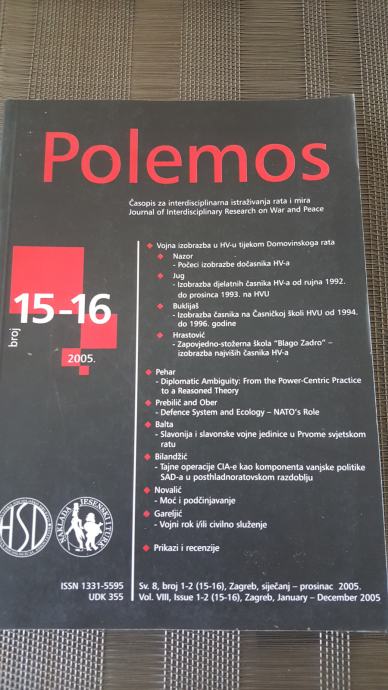 Polemos
Časopis za interdisciplinarna istraživanja rata i mira
Journal of Interdisciplinary Research on War and Peace
broj
15-16
2005.
Vojna izobrazba u HV-u tijekom Domovinskoga rata
Nazor
- Počeci izobrazbe dočasnika HV-a
Jug
- Izobrazba djelatnih časnika HV-a od rujna 1992.
do prosinca 1993. na HVU
Buklijaš
- Izobrazba časnika na Časničkoj školi HVU od 1994.
do 1996. godine
Hrastović
- Zapovjedno-stožerna škola "Blago Zadro" –
izobrazba najviših časnika HV-a
Pehar
- Diplomatic Ambiguity: From the Power-Centric Practice
to a Reasoned Theory
Prebilič and Ober
- Defence System and Ecology – NATO's Role
Balta
- Slavonija i slavonske vojne jedinice u Prvome svjetskom
ratu
Bilandžić
- Tajne operacije CIA-e kao komponenta vanjske politike
SAD-a u posthladnoratovskom razdoblju
Novalić
- Moć i podčinjavanje
Gareljić
- Vojni rok i/ili civilno služenje
Prikazi i recenzije
HSD
NAKLADA JESENSKI I TURK
ISSN 1331-5595
UDK 355
Sv. 8, broj 1-2 (15-16), Zagreb, siječanj – prosinac 2005.
Vol. VIII, Issue 1-2 (15-16), Zagreb, January – December 2005